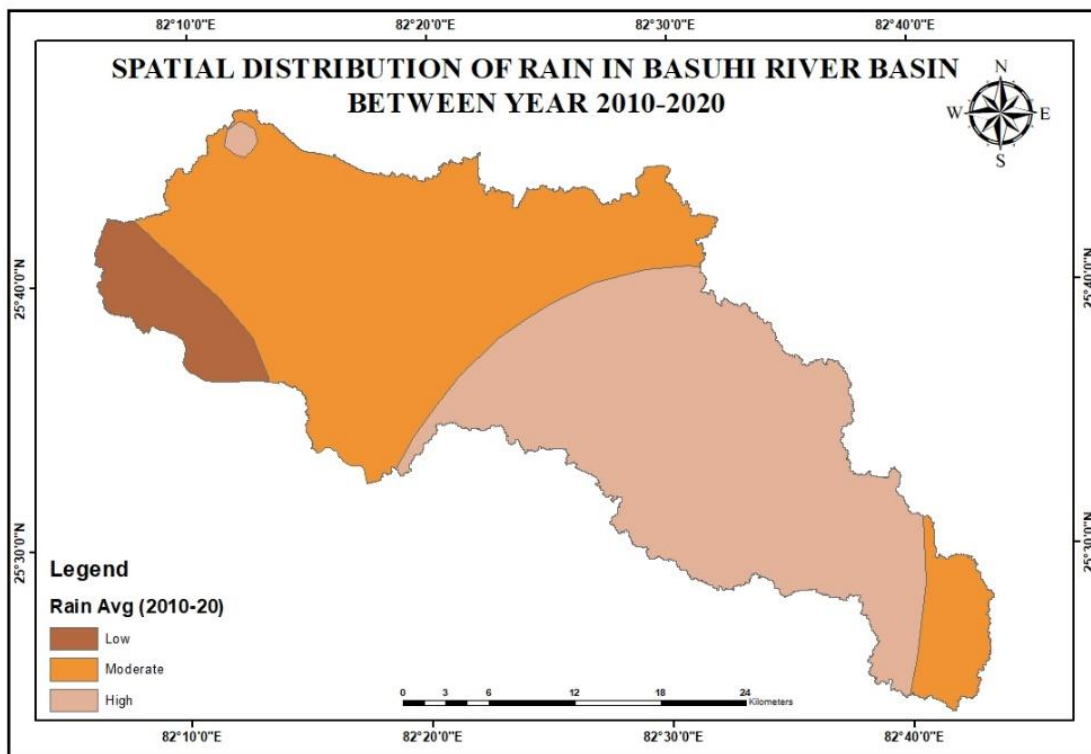 82°10'0"E 82°20'0"E 82°30'0"E 82°40'0"E
SPATIAL DISTRIBUTION OF RAIN IN BASUHI RIVER BASIN
BETWEEN YEAR 2010-2020
N
W E
S
25°40'0"N 25°40'0"N
25°30'0"N 25°30'0"N
Legend
Rain Avg (2010-20)
Low
Moderate
High
0 3 6 12 18 24
Kilometers
82°10'0"E 82°20'0"E 82°30'0"E 82°40'0"E